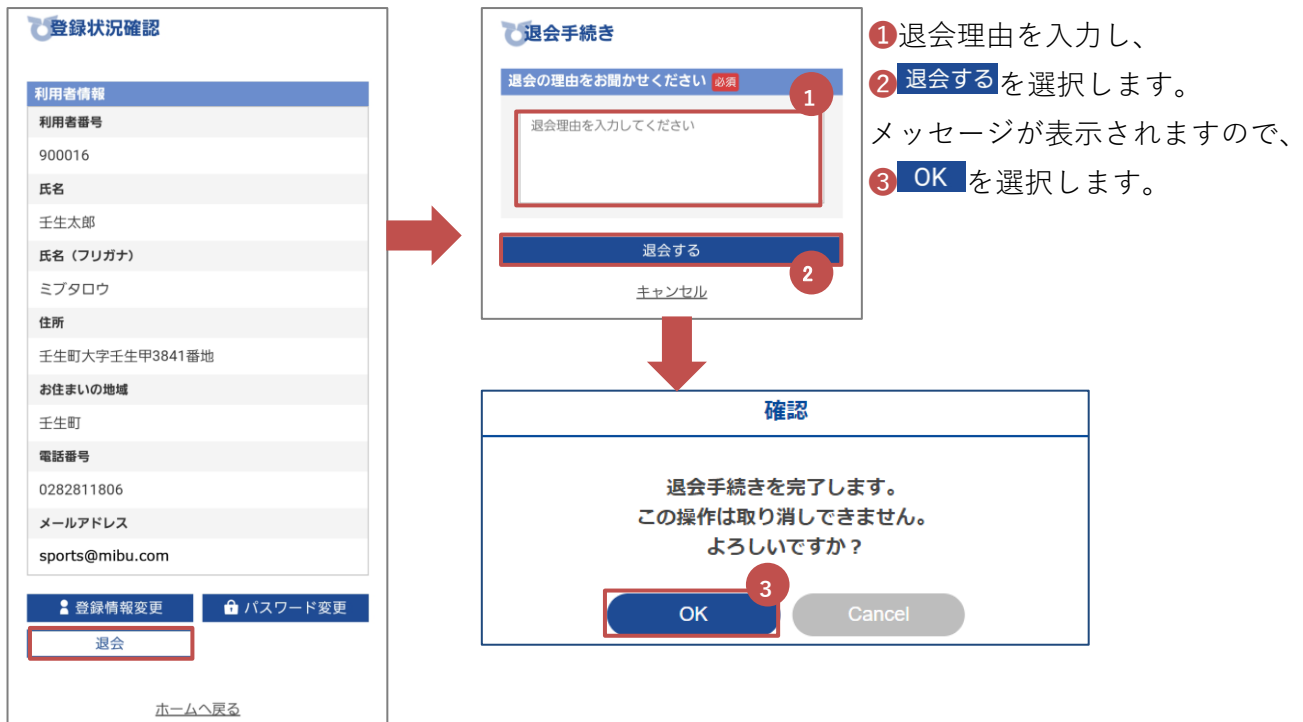 登録状況確認
利用者情報
利用者番号
900016
氏名
壬生太郎
氏名（フリガナ）
ミブタロウ
住所
壬生町大字壬生甲3841番地
お住まいの地域
壬生町
電話番号
0282811806
メールアドレス
sports@mibu.com
登録情報変更 パスワード変更
退会
ホームへ戻る
退会手続き
退会の理由をお聞かせください 必須
1
退会理由を入力してください
退会する
2
キャンセル
確認
退会手続きを完了します。
この操作は取り消しできません。
よろしいですか？
3
OK Cancel
❶退会理由を入力し、
❷退会するを選択します。
メッセージが表示されますので、
❸ OK を選択します。